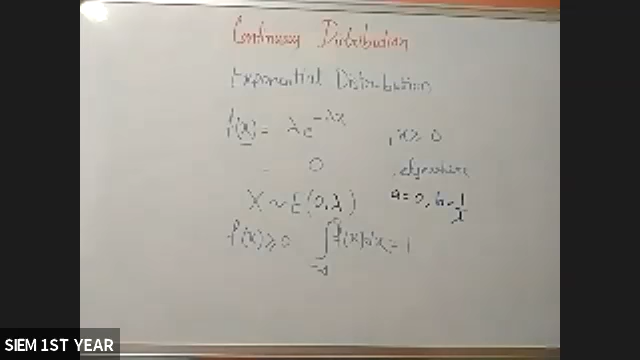 Continuous Distribution
Exponential Distribution
f(x) = λe^{-λx} , x ≥ 0
= 0 , elsewhere
X ~ E(0, λ) a = 0, b = 1/λ
f(x) ≥ 0 ∫_{-∞}^{∞} f(x)dx = 1
SIEM 1ST YEAR